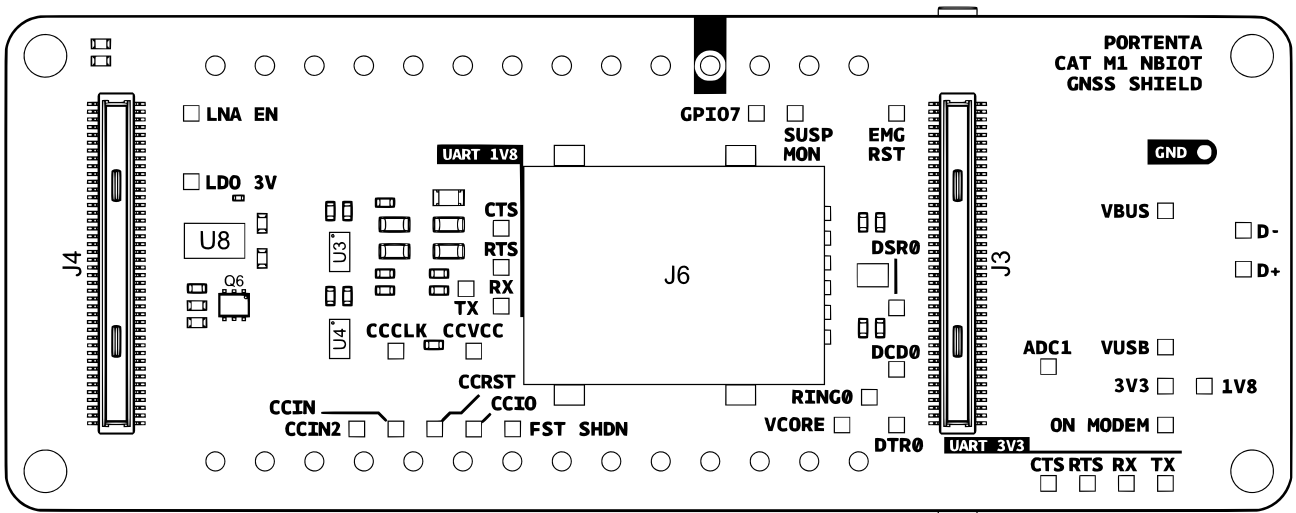 PORTENTA
CAT M1 NBIOT
GNSS SHIELD
LNA EN
GPIO7
SUSP
MON
EMG
RST
UART 1V8
GND
LDO 3V
CTS
VBUS
U8
U3
RTS
DSR0
D-
J4
J6
J3
D+
Q6
RX
TX
U4
CCCLK
CCVCC
DCD0
ADC1
VUSB
CCRST
3V3
1V8
CCIN
CCIO
RING0
CCIN2
FST SHDN
VCORE
DTR0
ON MODEM
UART 3V3
CTS
RTS
RX
TX